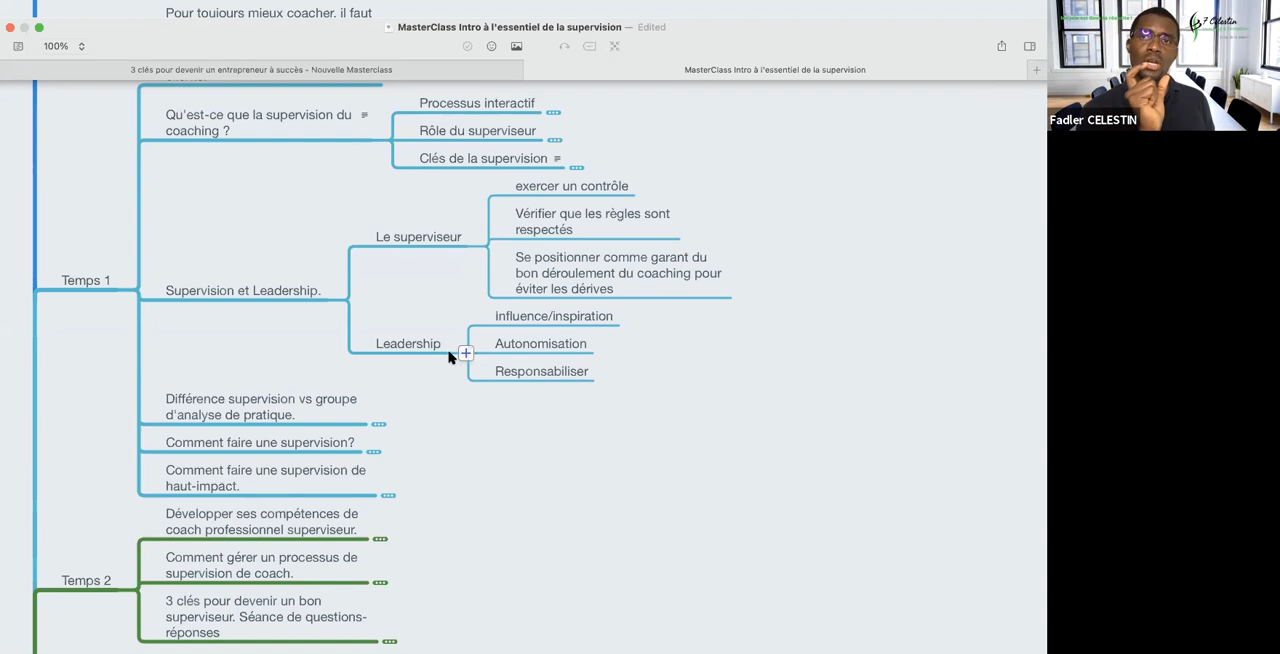 Pour toujours mieux coacher, il faut
MasterClass Intro à l'essentiel de la supervision — Edited
100%
3 clés pour devenir un entrepreneur à succès - Nouvelle Masterclass
MasterClass Intro à l'essentiel de la supervision
Qu'est-ce que la supervision du
coaching ?
Processus interactif
Rôle du superviseur
Clés de la supervision
exercer un contrôle
Vérifier que les règles sont
respectés
Le superviseur
Se positionner comme garant du
bon déroulement du coaching pour
éviter les dérives
Temps 1
Supervision et Leadership.
influence/inspiration
Leadership
Autonomisation
Responsabiliser
Différence supervision vs groupe
d'analyse de pratique.
Comment faire une supervision?
Comment faire une supervision de
haut-impact.
Développer ses compétences de
coach professionnel superviseur.
Comment gérer un processus de
supervision de coach.
Temps 2
3 clés pour devenir un bon
superviseur. Séance de questions-
réponses
7 Celestin
Fadler CELESTIN